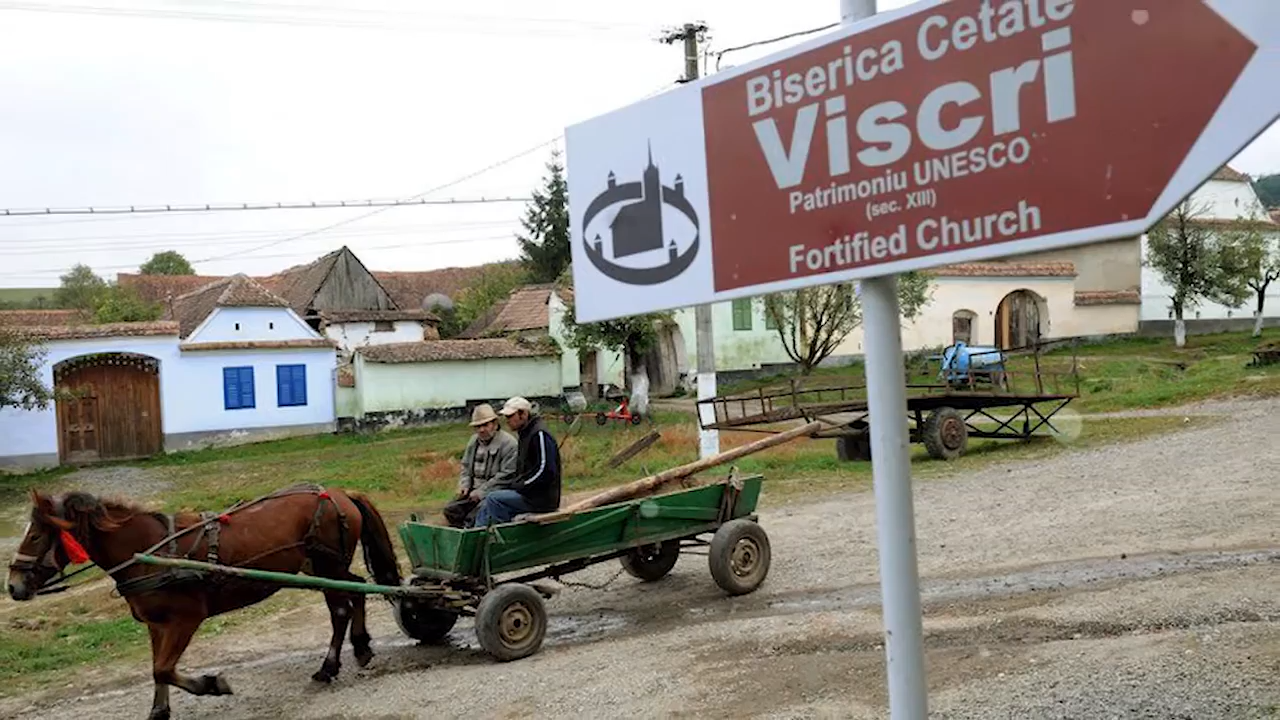 Biserica Cetate
Viscri
Patrimoniu UNESCO
(sec. XIII)
Fortified Church